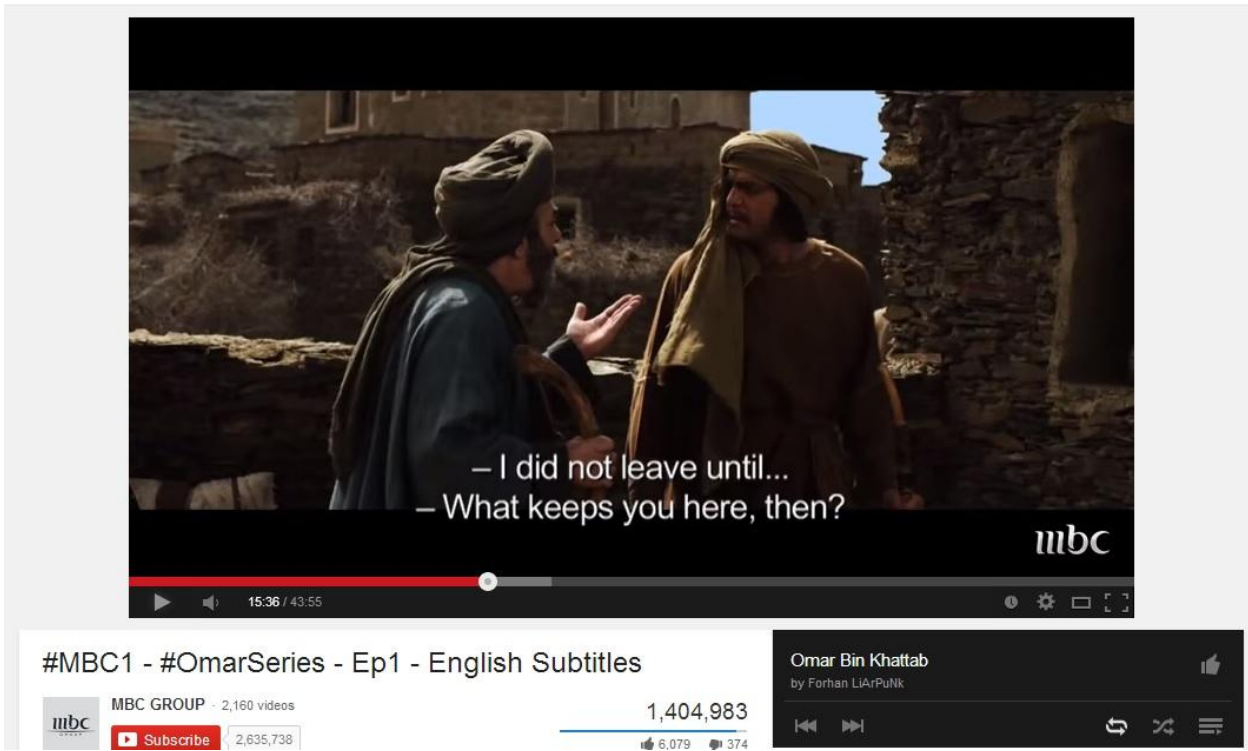 – I did not leave until...
– What keeps you here, then?
mbc
15:36 / 43:55
#MBC1 - #OmarSeries - Ep1 - English Subtitles
mbc
GROUP
MBC GROUP · 2,160 videos
Subscribe 2,635,738
1,404,983
6,079 374
Omar Bin Khattab
by Forhan LiArPuNk